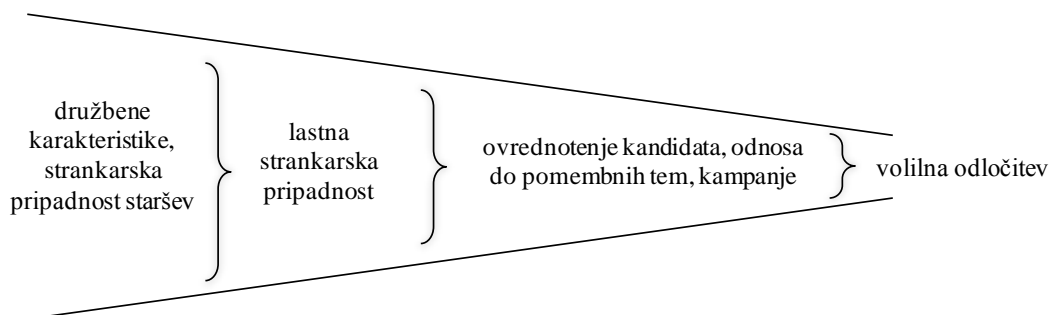 družbene
karakteristike,
strankarska
pripadnost staršev
lastna
strankarska
pripadnost
ovrednotenje kandidata, odnosa
do pomembnih tem, kampanje
volilna odločitev